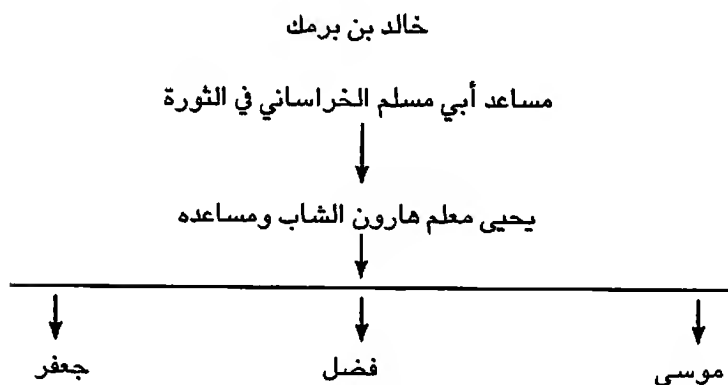 خالد بن برمك
مساعد أبي مسلم الخراساني في الثورة
يحيى معلم هارون الشاب ومساعده
موسى فضل جعفر